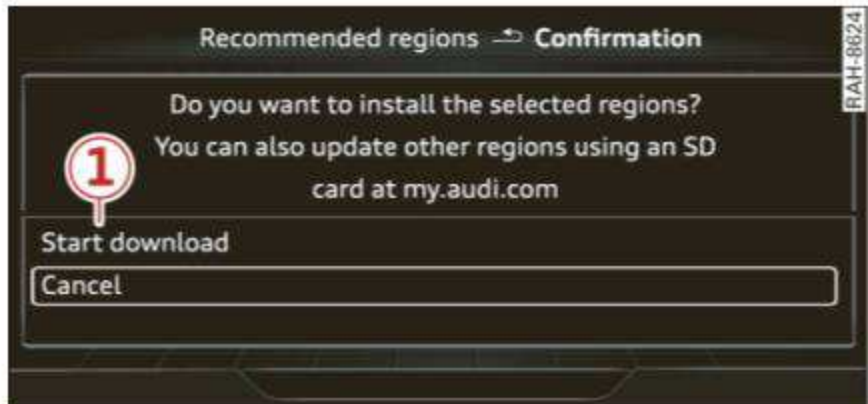 Recommended regions Confirmation
Do you want to install the selected regions?
You can also update other regions using an SD
card at my.audi.com
1
Start download
Cancel
RAH-8624